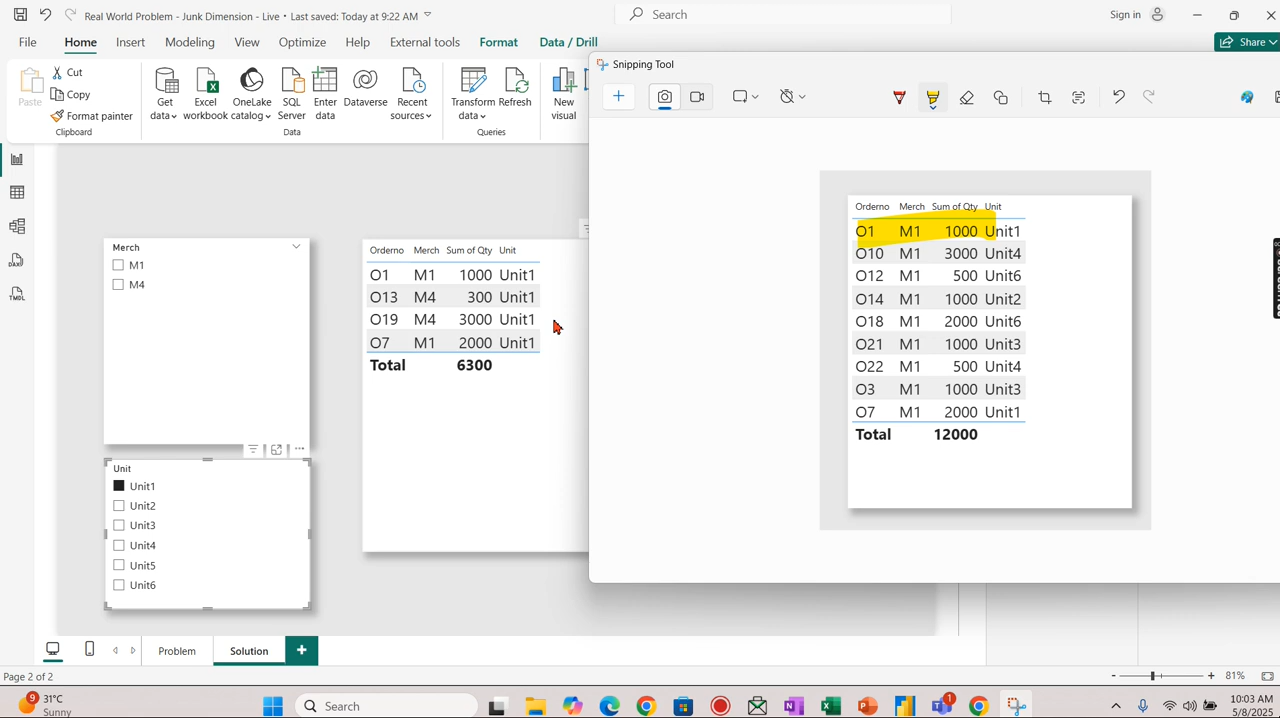 Real World Problem - Junk Dimension - Live • Last saved: Today at 9:22 AM
Search
Sign in
File Home Insert Modeling View Optimize Help External tools Format Data / Drill
Share
Paste
Cut
Copy
Format painter
Clipboard
Get data
Excel workbook
OneLake catalog
SQL Server
Enter data
Dataverse
Recent sources
Data
Transform data
Refresh
Queries
New visual
DAX
TMDL
Merch
M1
M4
Unit
Unit1
Unit2
Unit3
Unit4
Unit5
Unit6
Orderno Merch Sum of Qty Unit
O1 M1 1000 Unit1
O13 M4 300 Unit1
O19 M4 3000 Unit1
O7 M1 2000 Unit1
Total 6300
Snipping Tool
Orderno Merch Sum of Qty Unit
O1 M1 1000 Unit1
O10 M1 3000 Unit4
O12 M1 500 Unit6
O14 M1 1000 Unit2
O18 M1 2000 Unit6
O21 M1 1000 Unit3
O22 M1 500 Unit4
O3 M1 1000 Unit3
O7 M1 2000 Unit1
Total 12000
Problem Solution +
Page 2 of 2
- + 81%
9
31°C
Sunny
Search
1
10:03 AM
5/8/2025